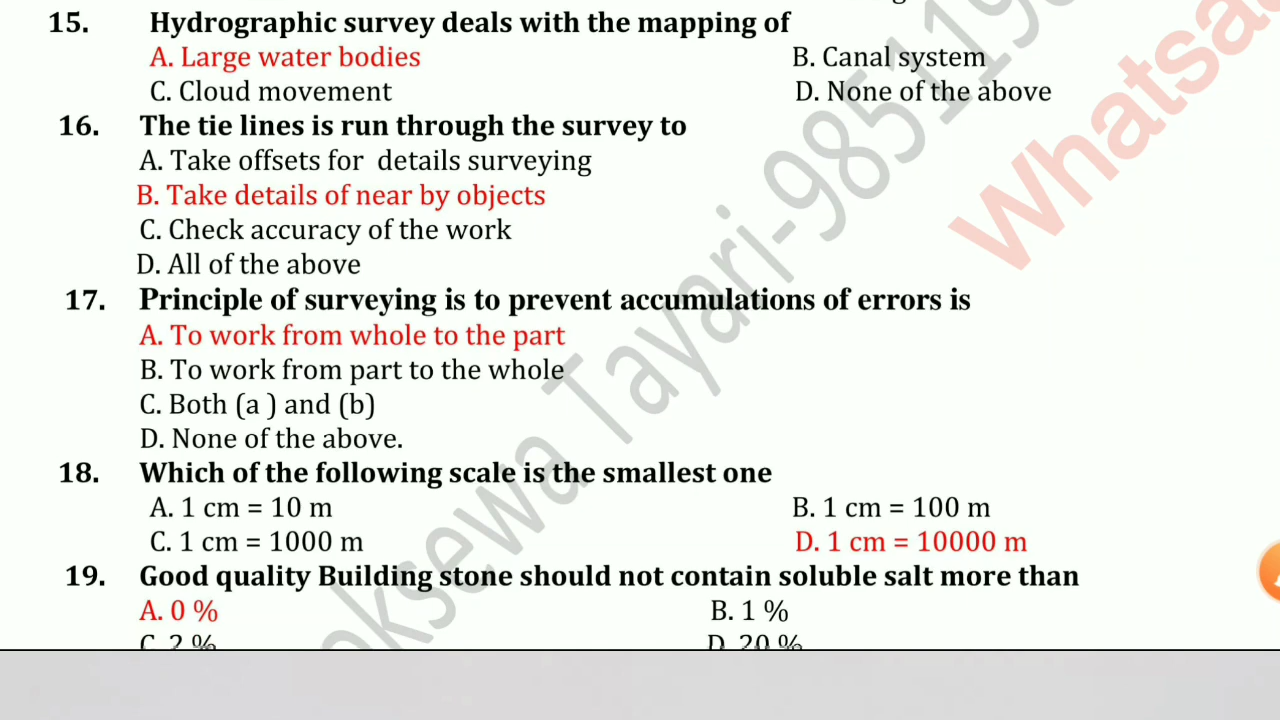 15. Hydrographic survey deals with the mapping of
A. Large water bodies B. Canal system
C. Cloud movement D. None of the above
16. The tie lines is run through the survey to
A. Take offsets for details surveying
B. Take details of near by objects
C. Check accuracy of the work
D. All of the above
17. Principle of surveying is to prevent accumulations of errors is
A. To work from whole to the part
B. To work from part to the whole
C. Both (a ) and (b)
D. None of the above.
18. Which of the following scale is the smallest one
A. 1 cm = 10 m B. 1 cm = 100 m
C. 1 cm = 1000 m D. 1 cm = 10000 m
19. Good quality Building stone should not contain soluble salt more than
A. 0 % B. 1 %
C. 2 % D. 20 %
oksewa Tayari-985119
Whatsa